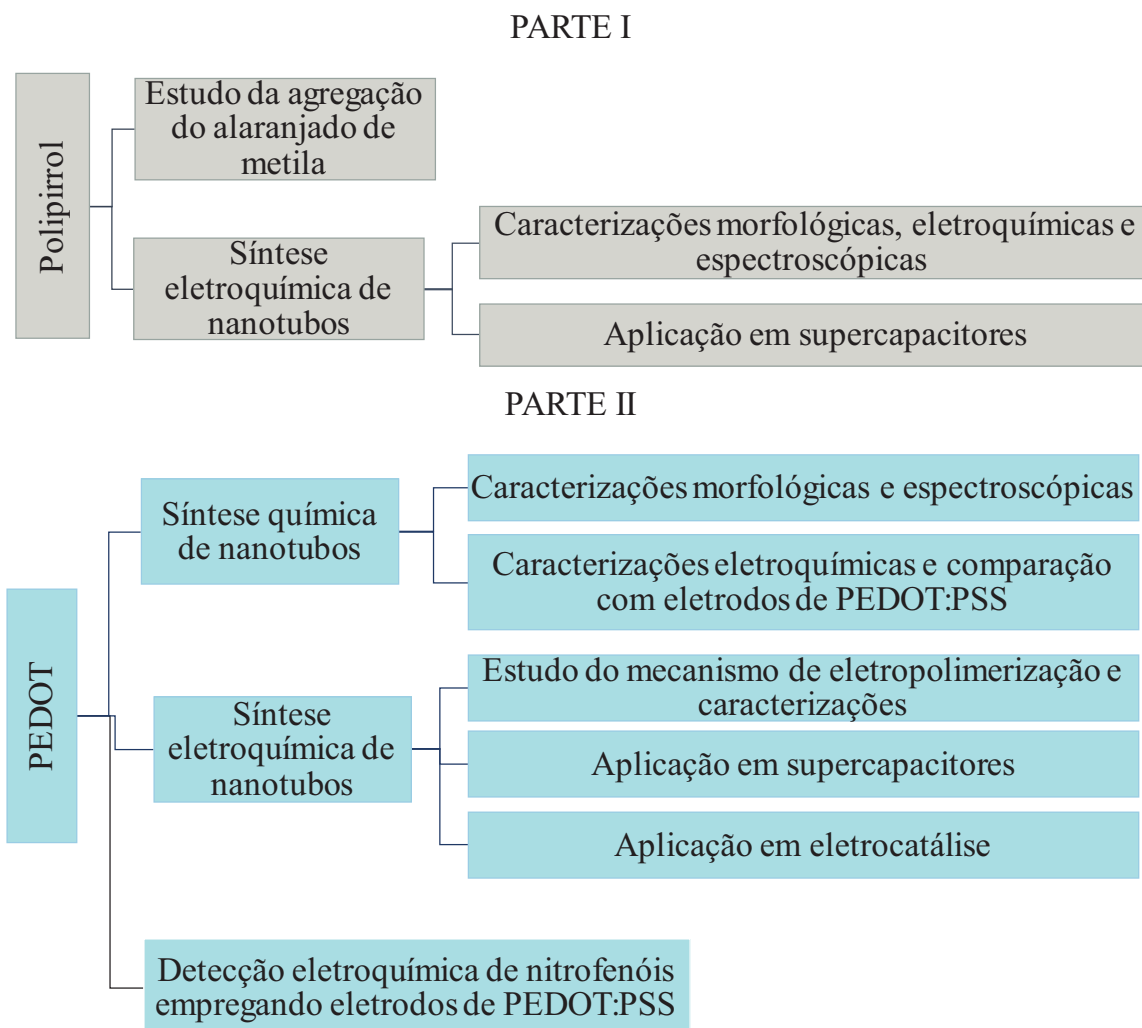 PARTE I
Polipirrol
Estudo da agregação
do alaranjado de
metila
Síntese
eletroquímica de
nanotubos
Caracterizações morfológicas, eletroquímicas e
espectroscópicas
Aplicação em supercapacitores
PARTE II
PEDOT
Síntese química
de nanotubos
Caracterizações morfológicas e espectroscópicas
Caracterizações eletroquímicas e comparação
com eletrodos de PEDOT:PSS
Síntese
eletroquímica de
nanotubos
Estudo do mecanismo de eletropolimerização e
caracterizações
Aplicação em supercapacitores
Aplicação em eletrocatálise
Detecção eletroquímica de nitrofenóis
empregando eletrodos de PEDOT:PSS